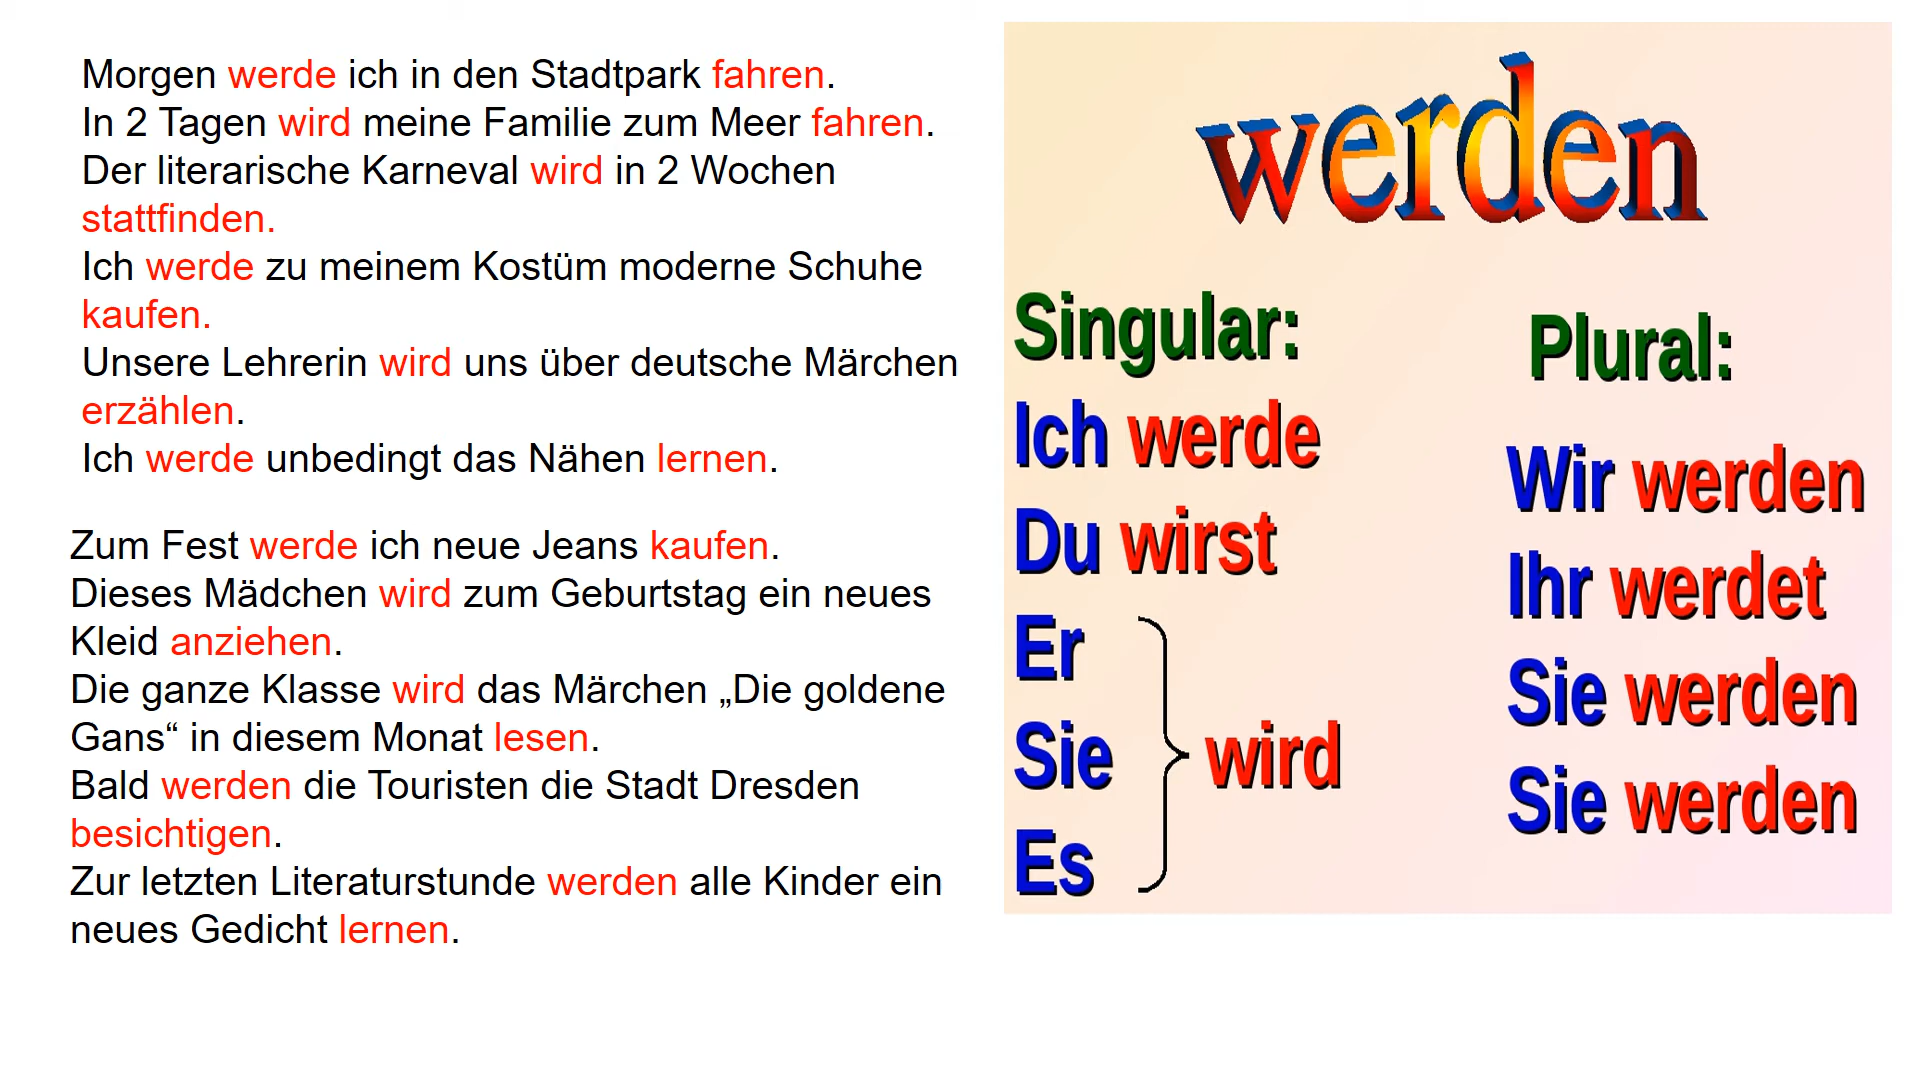 Morgen werde ich in den Stadtpark fahren.
In 2 Tagen wird meine Familie zum Meer fahren.
Der literarische Karneval wird in 2 Wochen
stattfinden.
Ich werde zu meinem Kostüm moderne Schuhe
kaufen.
Unsere Lehrerin wird uns über deutsche Märchen
erzählen.
Ich werde unbedingt das Nähen lernen.
Zum Fest werde ich neue Jeans kaufen.
Dieses Mädchen wird zum Geburtstag ein neues
Kleid anziehen.
Die ganze Klasse wird das Märchen „Die goldene
Gans“ in diesem Monat lesen.
Bald werden die Touristen die Stadt Dresden
besichtigen.
Zur letzten Literaturstunde werden alle Kinder ein
neues Gedicht lernen.
werden
Singular:
Ich werde
Du wirst
Er
Sie wird
Es
Plural:
Wir werden
Ihr werdet
Sie werden
Sie werden